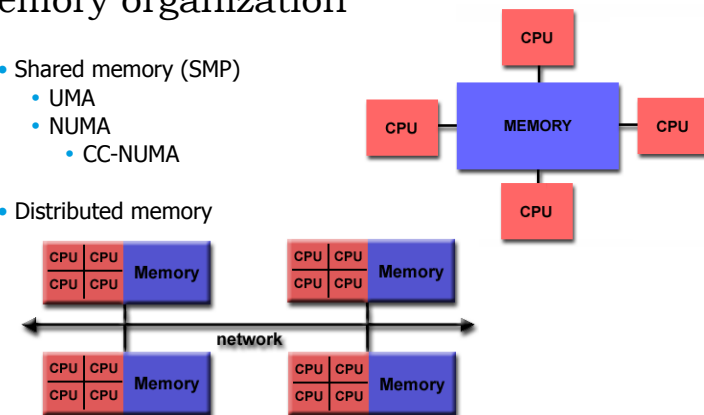 emory organization
• Shared memory (SMP)
• UMA
• NUMA
• CC-NUMA
• Distributed memory
CPU
CPU MEMORY CPU
CPU
CPU CPU Memory CPU CPU Memory
CPU CPU CPU CPU
network
CPU CPU Memory CPU CPU Memory
CPU CPU CPU CPU